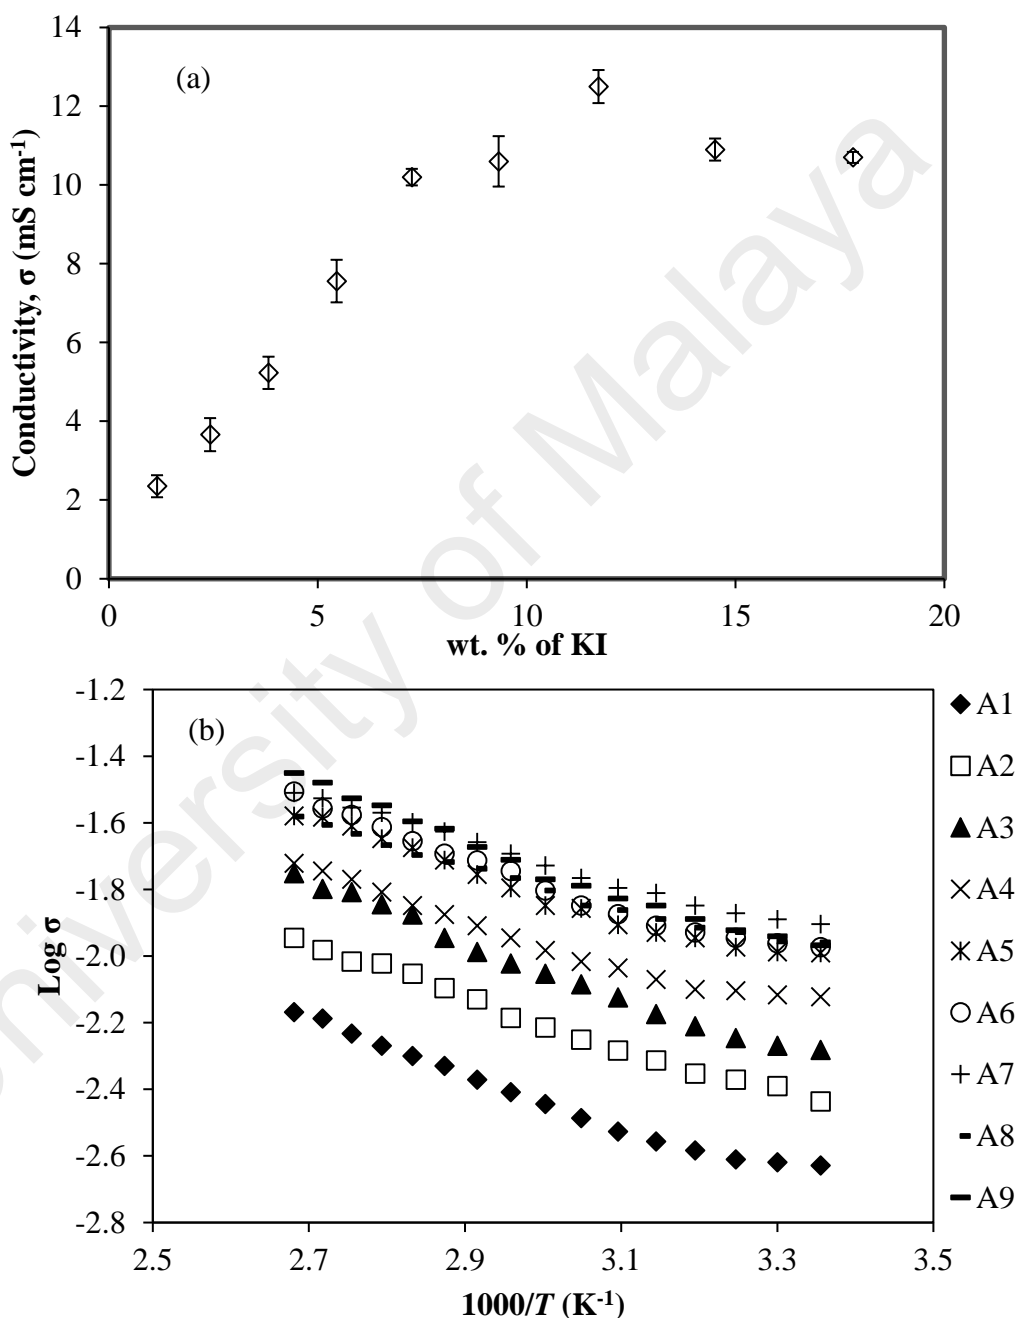 14
12
10
8
6
4
2
0
Conductivity, σ (mS cm-1)
(a)
0 5 10 15 20
wt. % of KI
-1.2
-1.4
-1.6
-1.8
-2.0
-2.2
-2.4
-2.6
-2.8
Log σ
(b)
2.5 2.7 2.9 3.1 3.3 3.5
1000/T (K-1)
A1
A2
A3
A4
A5
A6
A7
A8
A9
University of Malaya